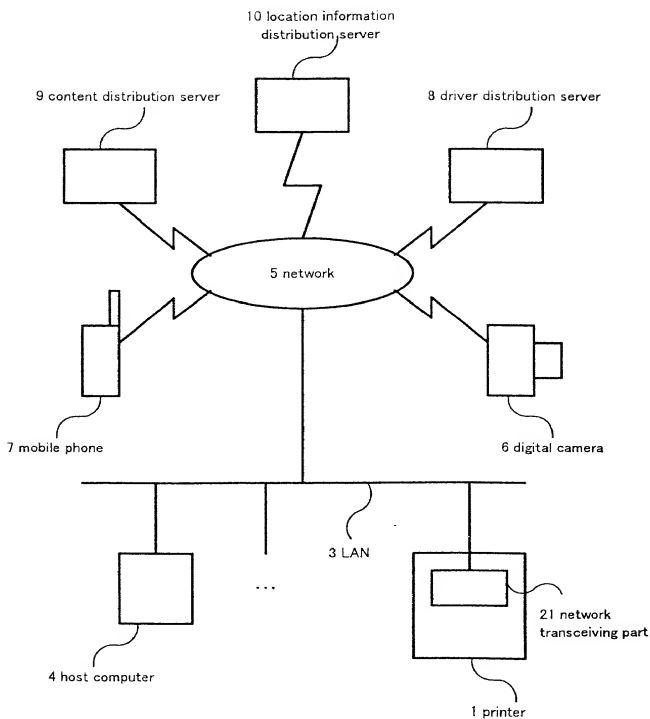 10 location information
distribution server
9 content distribution server
8 driver distribution server
5 network
7 mobile phone
6 digital camera
3 LAN
...
21 network
transceiving part
4 host computer
1 printer